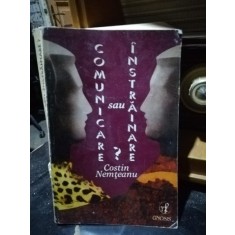 COMUNICARE
sau
ÎNSTRĂINARE
?
Costin
Nemțeanu